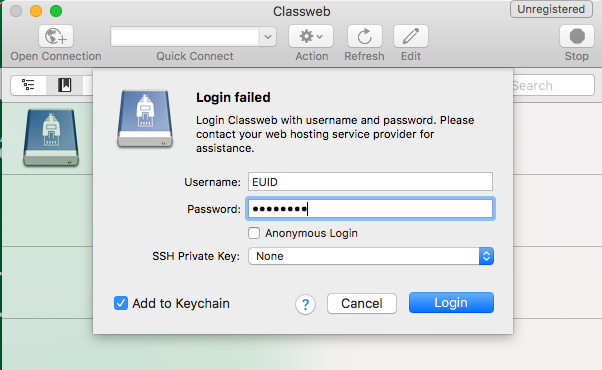 Classweb
Unregistered
Open Connection
Quick Connect
Action
Refresh
Edit
Stop
Search
Login failed
Login Classweb with username and password. Please
contact your web hosting service provider for
assistance.
Username: EUID
Password: ••••••••
Anonymous Login
SSH Private Key: None
Add to Keychain
?
Cancel
Login